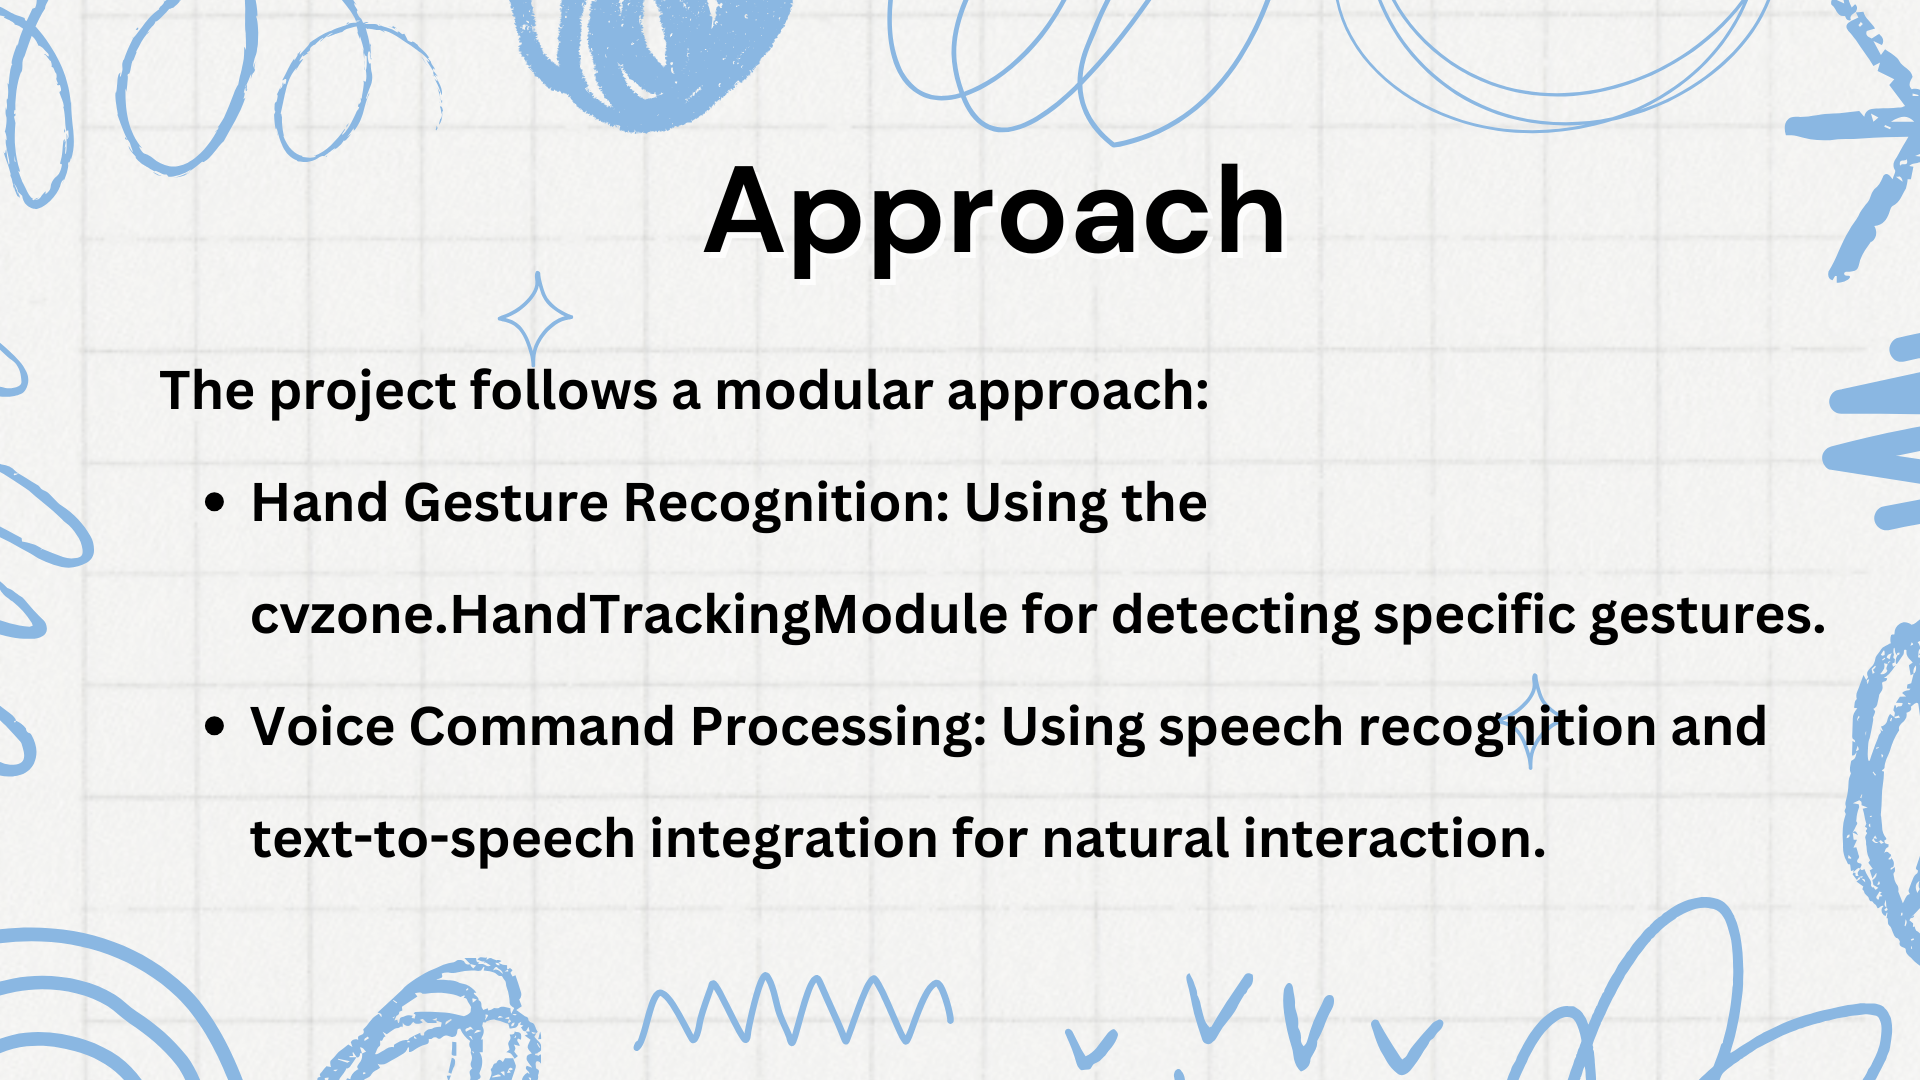 Approach
The project follows a modular approach:
• Hand Gesture Recognition: Using the
cvzone.HandTrackingModule for detecting specific gestures.
• Voice Command Processing: Using speech recognition and
text-to-speech integration for natural interaction.